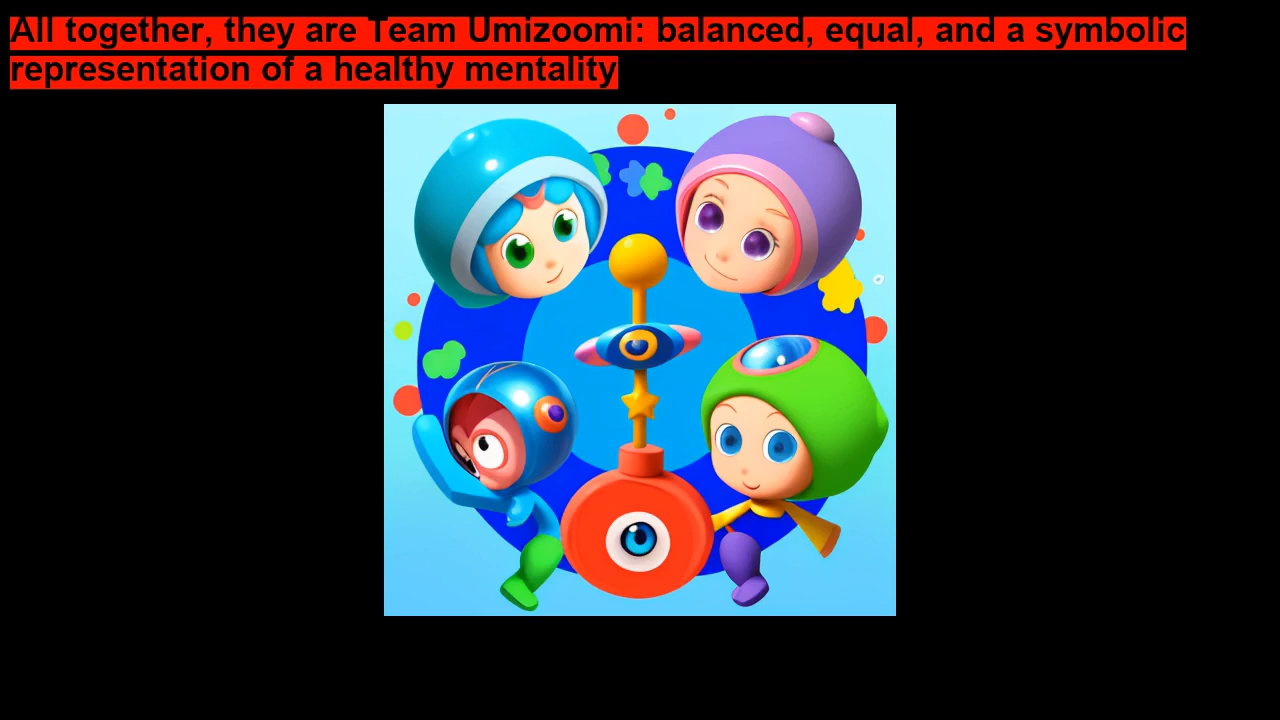 All together, they are Team Umizoomi: balanced, equal, and a symbolic
representation of a healthy mentality